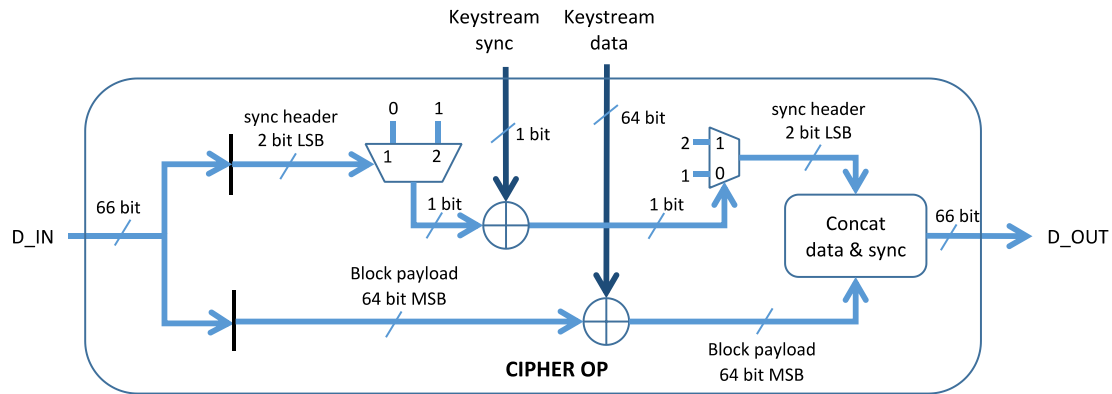 Keystream
sync
Keystream
data
0
1
sync header
2 bit LSB
1
2
1 bit
64 bit
sync header
2 bit LSB
2
1
1
0
66 bit
1 bit
1 bit
66 bit
D_IN
Concat
data & sync
D_OUT
Block payload
64 bit MSB
Block payload
64 bit MSB
CIPHER OP